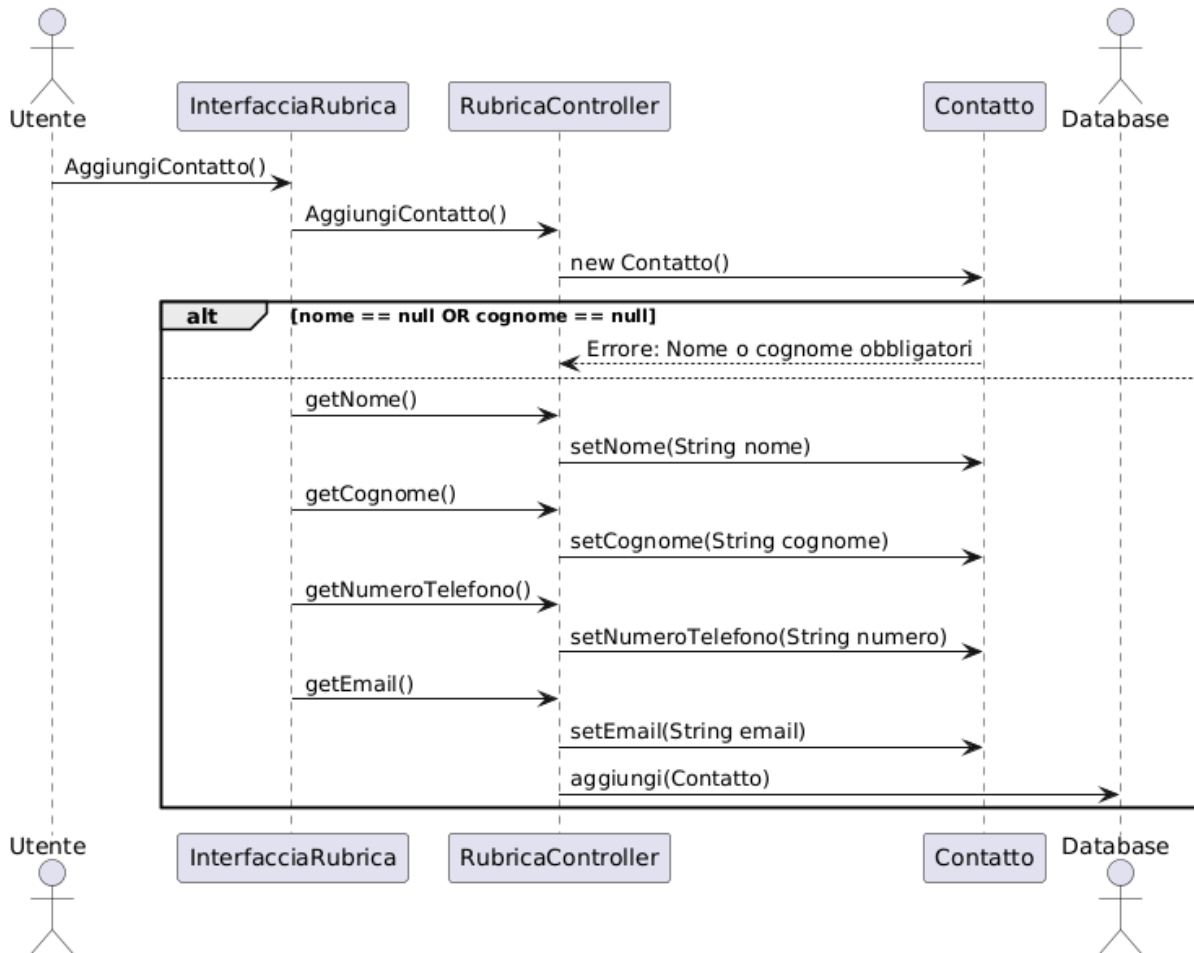 Utente
InterfacciaRubrica
RubricaController
Contatto
Database
AggiungiContatto()
AggiungiContatto()
new Contatto()
alt
[nome == null OR cognome == null]
Errore: Nome o cognome obbligatori
getNome()
setNome(String nome)
getCognome()
setCognome(String cognome)
getNumeroTelefono()
setNumeroTelefono(String numero)
getEmail()
setEmail(String email)
aggiungi(Contatto)
Utente
InterfacciaRubrica
RubricaController
Contatto
Database